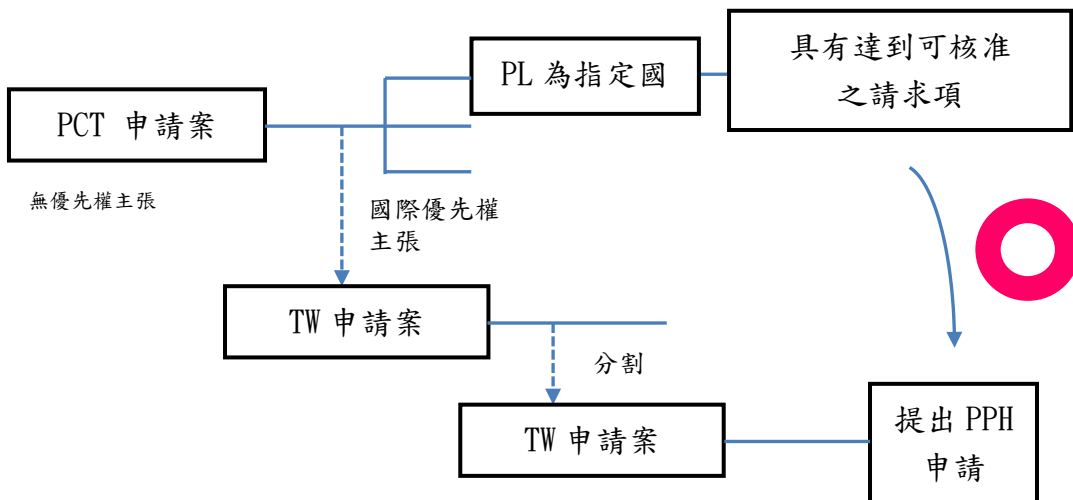 PL 為指定國
具有達到可核准
之請求項
PCT 申請案
無優先權主張
國際優先權
主張
TW 申請案
分割
TW 申請案
提出 PPH
申請